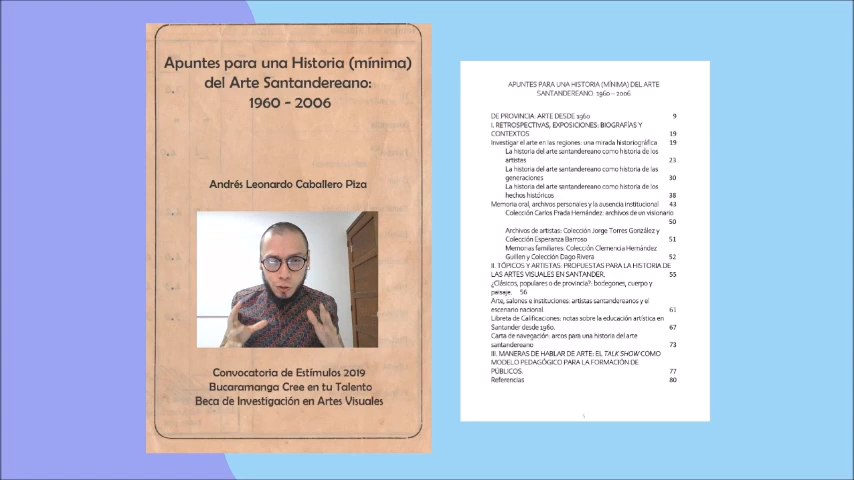 Apuntes para una Historia (mínima)
del Arte Santandereano:
1960 - 2006
Andrés Leonardo Caballero Piza
Convocatoria de Estímulos 2019
Bucaramanga Cree en tu Talento
Beca de Investigación en Artes Visuales
APUNTES PARA UNA HISTORIA (MÍNIMA) DEL ARTE
SANTANDEREANO. 1960 – 2006
DE PROVINCIA: ARTE DESDE 1960 9
I. RETROSPECTIVAS, EXPOSICIONES: BIOGRAFÍAS Y
CONTEXTOS 19
Investigar el arte en las regiones: una mirada historiográfica 19
La historia del arte santandereano como historia de los
artistas 23
La historia del arte santandereano como historia de las
generaciones 30
La historia del arte santandereano como historia de los
hechos históricos 38
Memoria oral, archivos personales y la ausencia institucional 43
Colección Carlos Prada Hernández: archivos de un visionario
50
Archivos de artistas: Colección Jorge Torres González y
Colección Esperanza Barroso 51
Memorias familiares: Colección Clemencia Hernández
Guillen y Colección Dago Rivera 52
II. TÓPICOS Y ARTISTAS: PROPUESTAS PARA LA HISTORIA DE
LAS ARTES VISUALES EN SANTANDER. 55
¿Clásicos, populares o de provincia?: bodegones, cuerpo y
paisaje. 56
Arte, salones e instituciones: artistas santandereanos y el
escenario nacional 61
Libreta de Calificaciones: notas sobre la educación artística en
Santander desde 1960. 67
Carta de navegación: arcos para una historia del arte
santandereano 73
III. MANERAS DE HABLAR DE ARTE: EL TALK SHOW COMO
MODELO PEDAGÓGICO PARA LA FORMACIÓN DE
PÚBLICOS. 77
Referencias 80